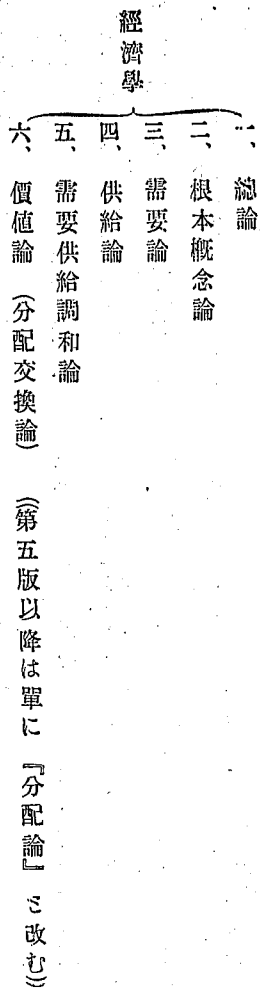 經濟學
一、總論
二、根本概念論
三、需要論
四、供給論
五、需要供給調和論
六、價値論（分配交換論）（第五版以降は單に『分配論』と改む）